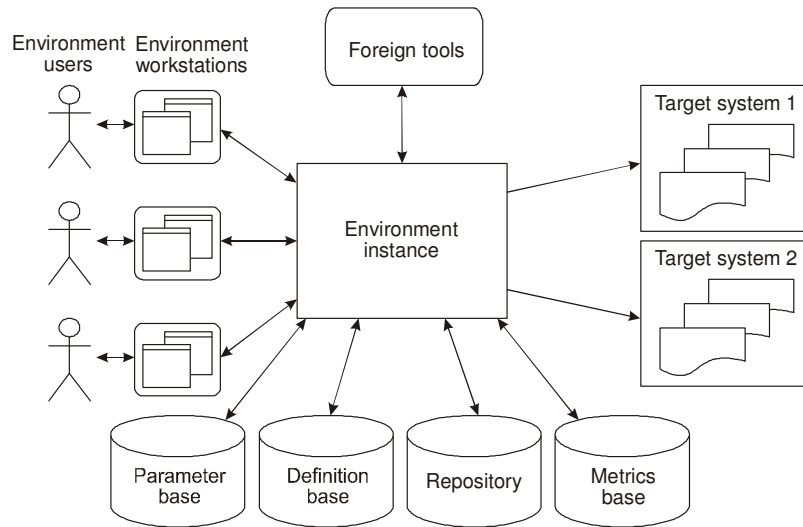 Environment
users
Environment
workstations
Foreign tools
Target system 1
Environment
instance
Target system 2
Parameter
base
Definition
base
Repository
Metrics
base